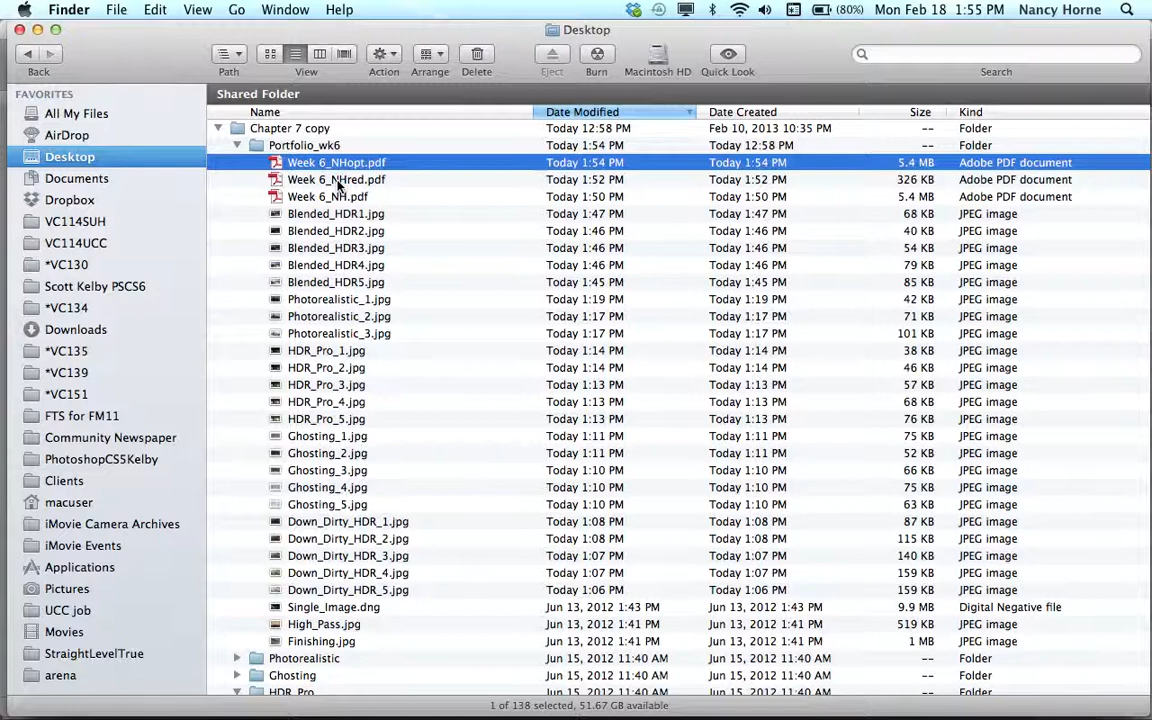 Finder File Edit View Go Window Help (80%) Mon Feb 18 1:55 PM Nancy Horne
Desktop
Back Path View Action Arrange Delete Eject Burn Macintosh HD Quick Look Search
FAVORITES
All My Files
AirDrop
Desktop
Documents
Dropbox
VC114SUH
VC114UCC
*VC130
Scott Kelby PSCS6
*VC134
Downloads
*VC135
*VC139
*VC151
FTS for FM11
Community Newspaper
PhotoshopCS5Kelby
Clients
macuser
iMovie Camera Archives
iMovie Events
Applications
Pictures
UCC job
Movies
StraightLevelTrue
arena
Shared Folder
Name Date Modified Date Created Size Kind
Chapter 7 copy Today 12:58 PM Feb 10, 2013 10:35 PM -- Folder
Portfolio_wk6 Today 1:54 PM Today 12:58 PM -- Folder
Week 6_NHopt.pdf Today 1:54 PM Today 1:54 PM 5.4 MB Adobe PDF document
Week 6_NHred.pdf Today 1:52 PM Today 1:52 PM 326 KB Adobe PDF document
Week 6_NH.pdf Today 1:50 PM Today 1:50 PM 5.4 MB Adobe PDF document
Blended_HDR1.jpg Today 1:47 PM Today 1:47 PM 68 KB JPEG image
Blended_HDR2.jpg Today 1:46 PM Today 1:46 PM 40 KB JPEG image
Blended_HDR3.jpg Today 1:46 PM Today 1:46 PM 54 KB JPEG image
Blended_HDR4.jpg Today 1:46 PM Today 1:46 PM 79 KB JPEG image
Blended_HDR5.jpg Today 1:45 PM Today 1:45 PM 85 KB JPEG image
Photorealistic_1.jpg Today 1:19 PM Today 1:19 PM 42 KB JPEG image
Photorealistic_2.jpg Today 1:17 PM Today 1:17 PM 71 KB JPEG image
Photorealistic_3.jpg Today 1:17 PM Today 1:17 PM 101 KB JPEG image
HDR_Pro_1.jpg Today 1:14 PM Today 1:14 PM 38 KB JPEG image
HDR_Pro_2.jpg Today 1:14 PM Today 1:14 PM 46 KB JPEG image
HDR_Pro_3.jpg Today 1:13 PM Today 1:13 PM 57 KB JPEG image
HDR_Pro_4.jpg Today 1:13 PM Today 1:13 PM 68 KB JPEG image
HDR_Pro_5.jpg Today 1:13 PM Today 1:13 PM 76 KB JPEG image
Ghosting_1.jpg Today 1:11 PM Today 1:11 PM 75 KB JPEG image
Ghosting_2.jpg Today 1:11 PM Today 1:11 PM 52 KB JPEG image
Ghosting_3.jpg Today 1:10 PM Today 1:10 PM 66 KB JPEG image
Ghosting_4.jpg Today 1:10 PM Today 1:10 PM 75 KB JPEG image
Ghosting_5.jpg Today 1:10 PM Today 1:10 PM 63 KB JPEG image
Down_Dirty_HDR_1.jpg Today 1:08 PM Today 1:08 PM 87 KB JPEG image
Down_Dirty_HDR_2.jpg Today 1:08 PM Today 1:08 PM 115 KB JPEG image
Down_Dirty_HDR_3.jpg Today 1:07 PM Today 1:07 PM 140 KB JPEG image
Down_Dirty_HDR_4.jpg Today 1:07 PM Today 1:07 PM 159 KB JPEG image
Down_Dirty_HDR_5.jpg Today 1:06 PM Today 1:06 PM 159 KB JPEG image
Single_Image.dng Jun 13, 2012 1:43 PM Jun 13, 2012 1:43 PM 9.9 MB Digital Negative file
High_Pass.jpg Jun 13, 2012 1:41 PM Jun 13, 2012 1:41 PM 519 KB JPEG image
Finishing.jpg Jun 13, 2012 1:41 PM Jun 13, 2012 1:41 PM 1 MB JPEG image
Photorealistic Jun 15, 2012 11:40 AM Jun 15, 2012 11:40 AM -- Folder
Ghosting Jun 15, 2012 11:40 AM Jun 15, 2012 11:40 AM -- Folder
HDR_Pro Jun 15, 2012 11:40 AM Jun 15, 2012 11:40 AM -- Folder
1 of 138 selected, 51.67 GB available